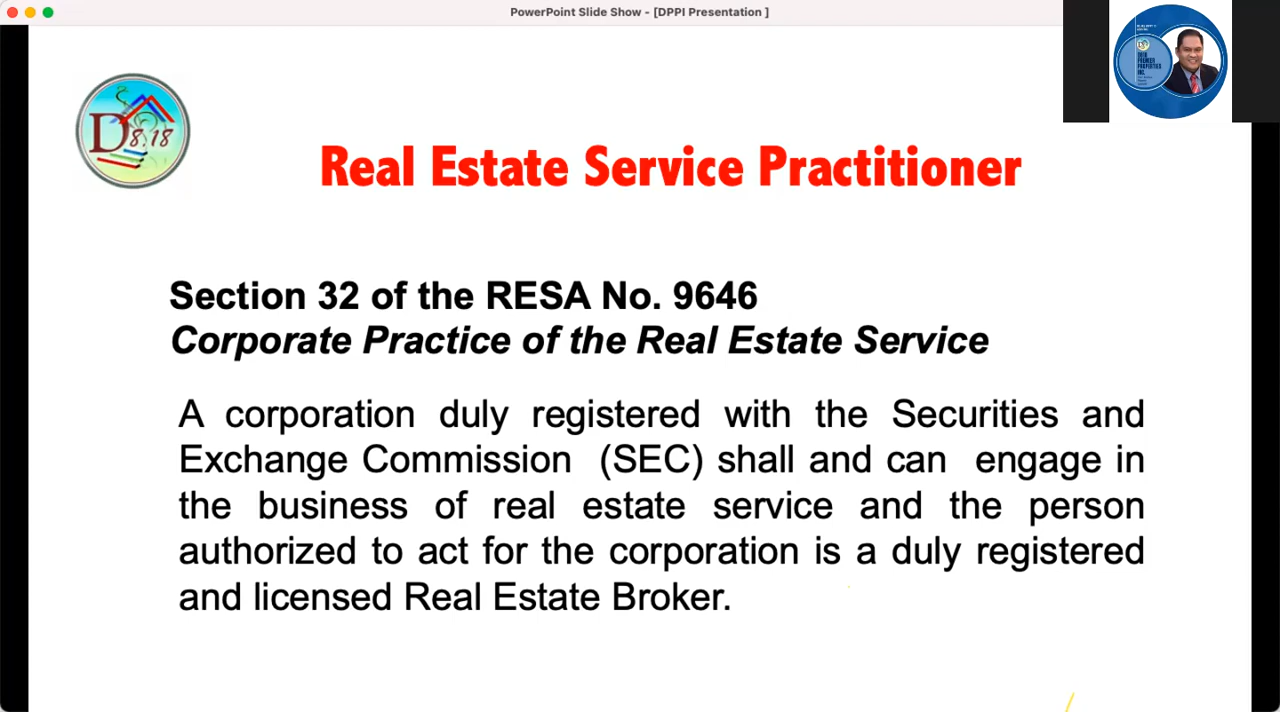 PowerPoint Slide Show - [DPPI Presentation ]
D 8.18
Real Estate Service Practitioner
Section 32 of the RESA No. 9646
Corporate Practice of the Real Estate Service
A corporation duly registered with the Securities and
Exchange Commission (SEC) shall and can engage in
the business of real estate service and the person
authorized to act for the corporation is a duly registered
and licensed Real Estate Broker.